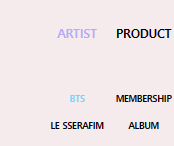 ARTIST PRODUCT
BTS MEMBERSHIP
LE SSERAFIM ALBUM